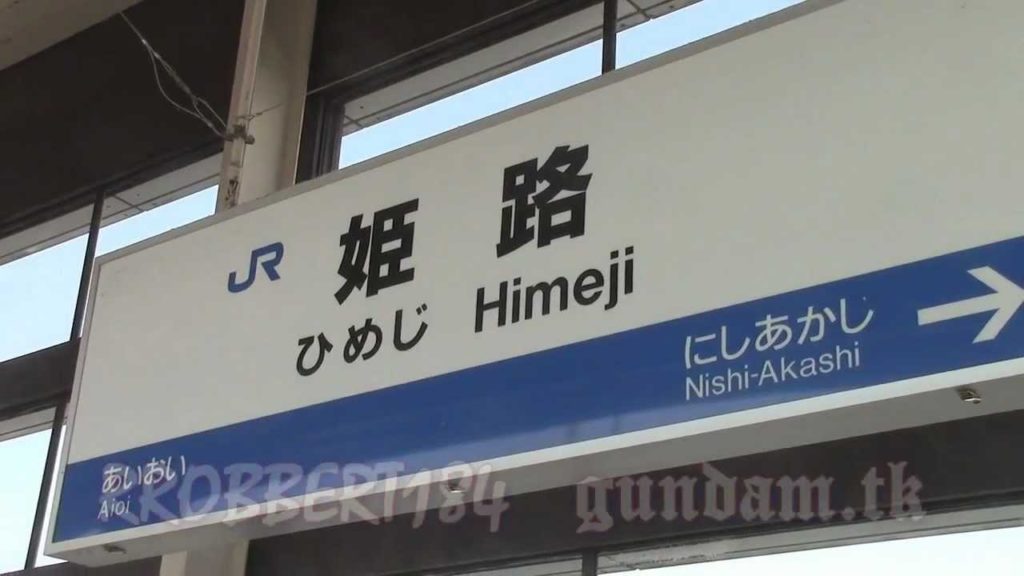 JR 姫路
ひめじ Himeji
にしあかし
Nishi-Akashi
あいおい
Aioi
ROBBERT984 gundam.tk